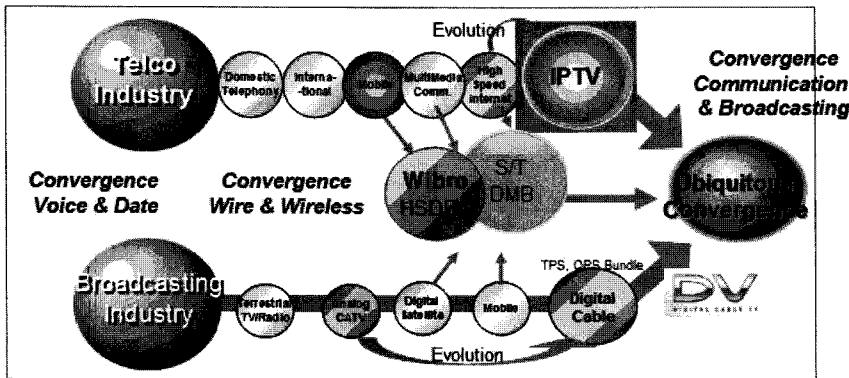 Evolution
Telco
Industry
Domestic
Telephony
Interna-
-tional
Mobile
MultiMedia
Comm.
High
Speed
Internet
IPTV
Convergence
Communication
& Broadcasting
Convergence
Voice & Date
Convergence
Wire & Wireless
Wibro
S/T
DMB
Ubiquitous
Convergence
Broadcasting
Industry
Terrestrial
TV/Radio
Analog
CATV
Digital
Satellite
Mobile
TPS, QPS Bundle
Digital
Cable
DV
Evolution